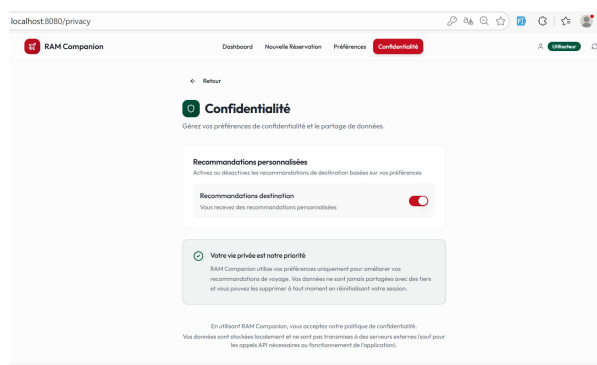 localhost:8080/privacy
RAM Companion
Dashboard Nouvelle Réservation Préférences Confidentialité
Utilisateur
← Retour
Confidentialité
Gérez vos préférences de confidentialité et le partage de données.
Recommandations personnalisées
Activez ou désactivez les recommandations de destination basées sur vos préférences
Recommandations destination
Vous recevez des recommandations personnalisées
Votre vie privée est notre priorité
RAM Companion utilise vos préférences uniquement pour améliorer vos
recommandations de voyage. Vos données ne sont jamais partagées avec des tiers
et vous pouvez les supprimer à tout moment en réinitialisant votre session.
En utilisant RAM Companion, vous acceptez notre politique de confidentialité.
Vos données sont stockées localement et ne sont pas transmises à des serveurs externes (sauf pour
les appels API nécessaires au fonctionnement de l'application).